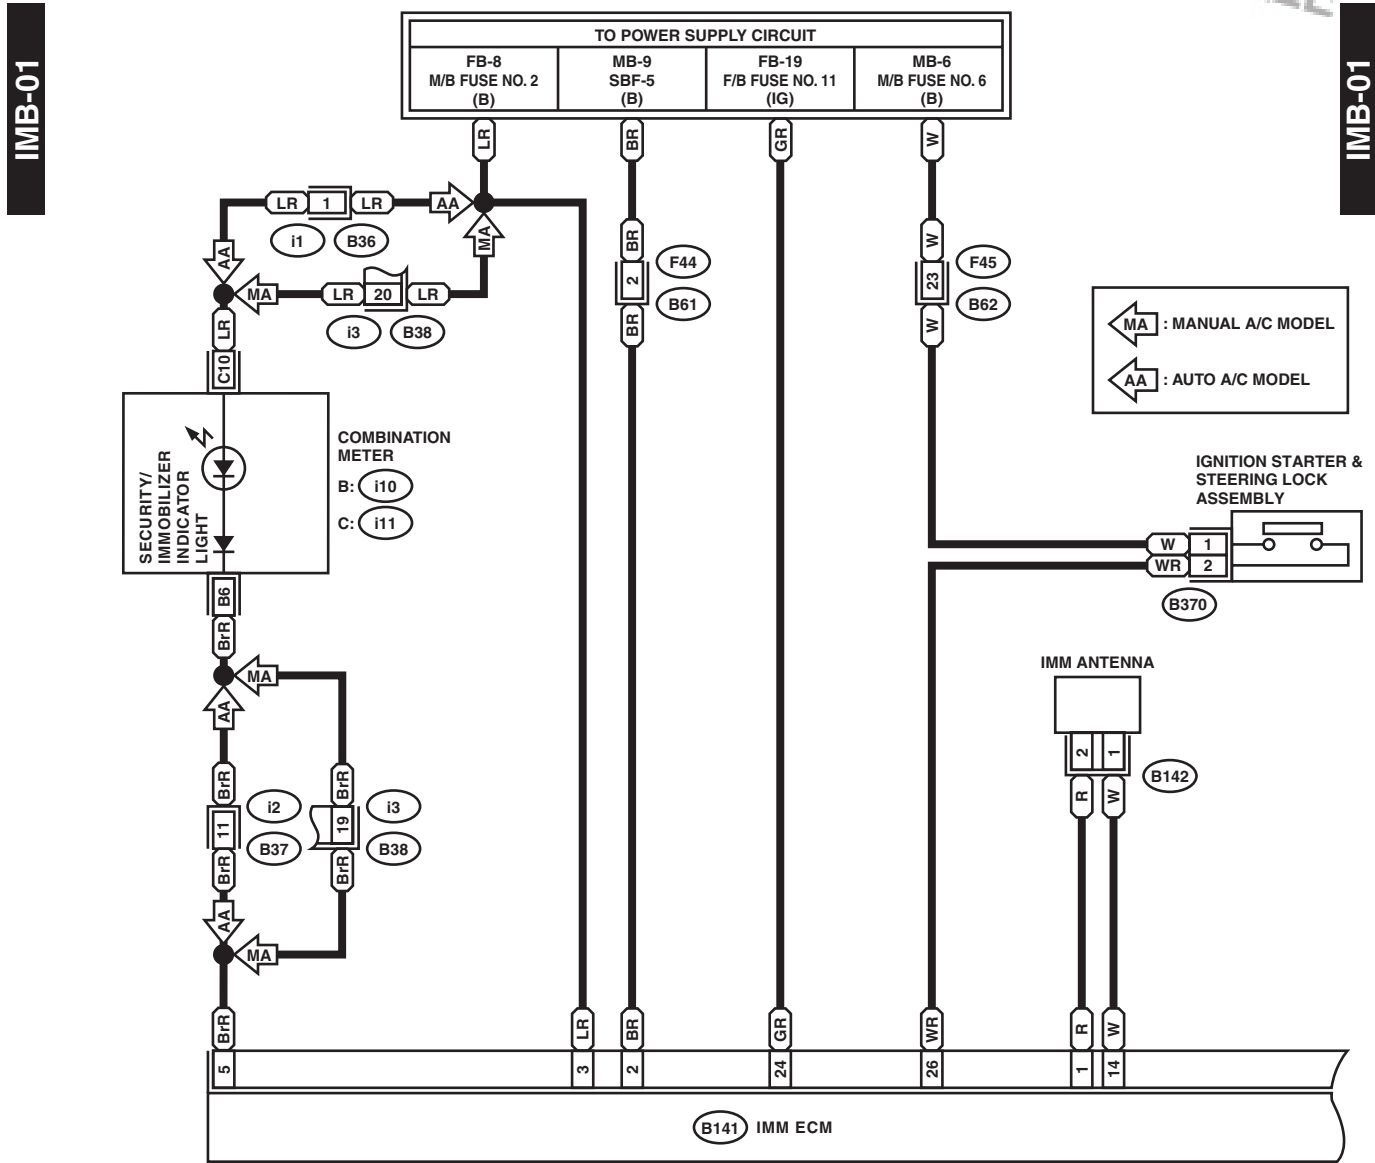 IMB-01
IMB-01
TO POWER SUPPLY CIRCUIT
FB-8
M/B FUSE NO. 2
(B)
MB-9
SBF-5
(B)
FB-19
F/B FUSE NO. 11
(IG)
MB-6
M/B FUSE NO. 6
(B)
LR
BR
GR
W
LR
1
LR
AA
i1
B36
AA
MA
MA
LR
20
LR
i3
B38
LR
C10
BR
2
BR
F44
B61
W
23
W
F45
B62
MA
: MANUAL A/C MODEL
AA
: AUTO A/C MODEL
SECURITY/
IMMOBILIZER
INDICATOR
LIGHT
COMBINATION
METER
B:
i10
C:
i11
IGNITION STARTER &
STEERING LOCK
ASSEMBLY
W
1
WR
2
B370
B6
BrR
MA
AA
BrR
11
BrR
i2
B37
BrR
19
BrR
i3
B38
AA
MA
IMM ANTENNA
2
1
B142
R
W
BrR
LR
BR
GR
WR
R
W
5
3
2
24
26
1
14
B141
IMM ECM